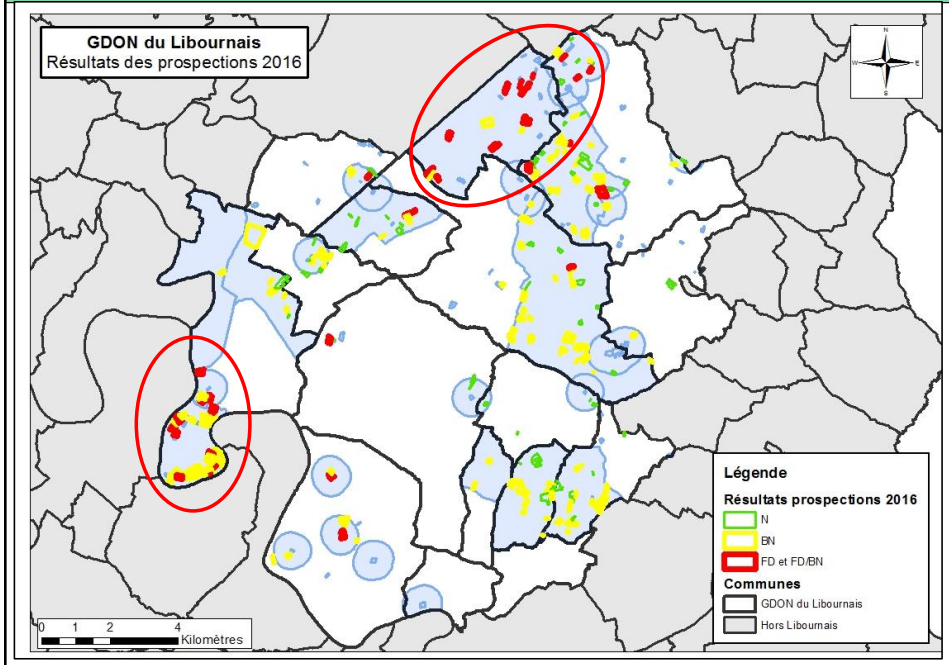 GDON du Libournais
Résultats des prospections 2016
N
W E
S
Légende
Résultats prospections 2016
N
BN
FD et FD/BN
Communes
GDON du Libournais
Hors Libournais
0 1 2 4
Kilomètres